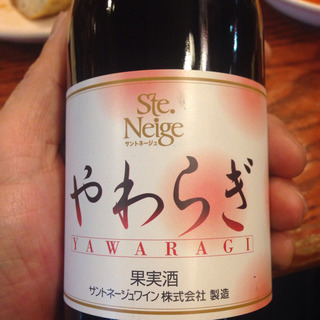 Ste.
Neige
サントネージュ
やわらぎ
YAWARAGI
果実酒
サントネージュワイン株式会社 製造